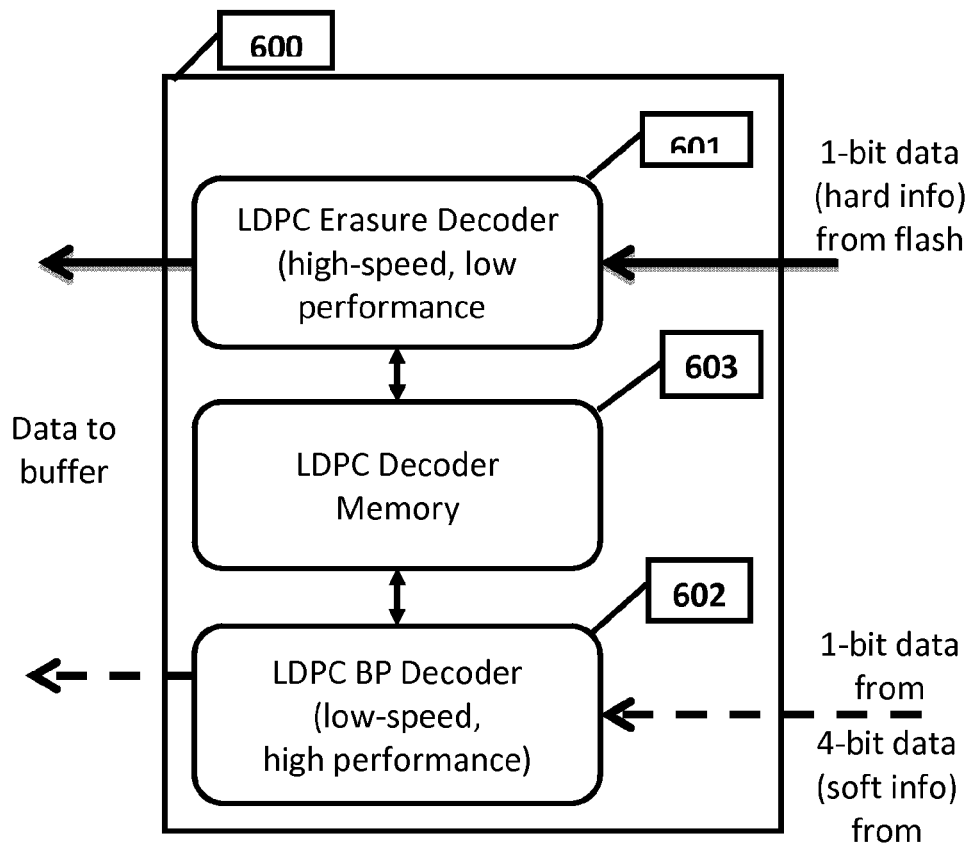 600
601
1-bit data
(hard info)
from flash
LDPC Erasure Decoder
(high-speed, low
performance
603
Data to
buffer
LDPC Decoder
Memory
602
LDPC BP Decoder
(low-speed,
high performance)
1-bit data
from
4-bit data
(soft info)
from